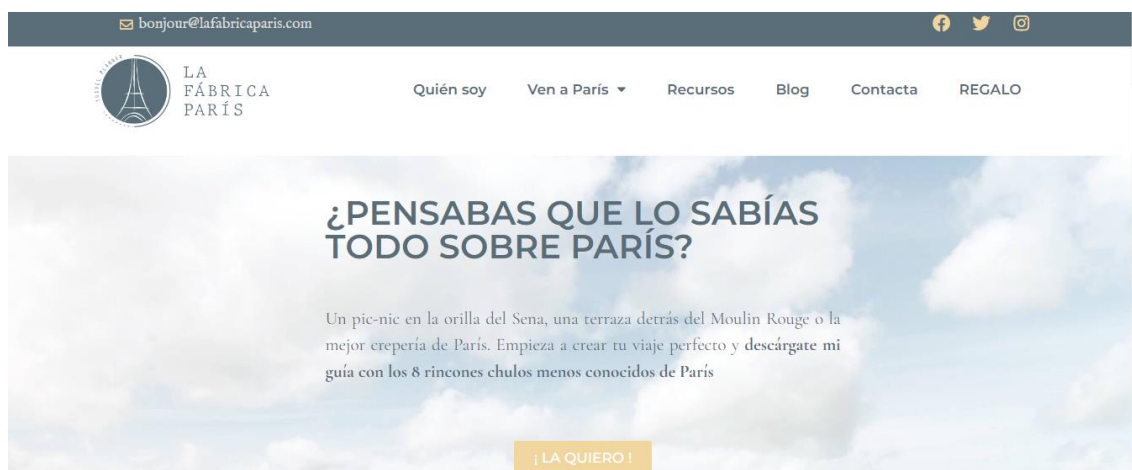 bonjour@lafabricaparis.com
LA
FÁBRICA
PARÍS
Quién soy
Ven a París
Recursos
Blog
Contacta
REGALO
¿PENSABAS QUE LO SABÍAS
TODO SOBRE PARÍS?
Un pic-nic en la orilla del Sena, una terraza detrás del Moulin Rouge o la
mejor crepería de París. Empieza a crear tu viaje perfecto y descárgate mi
guía con los 8 rincones chulos menos conocidos de París
¡ LA QUIERO !